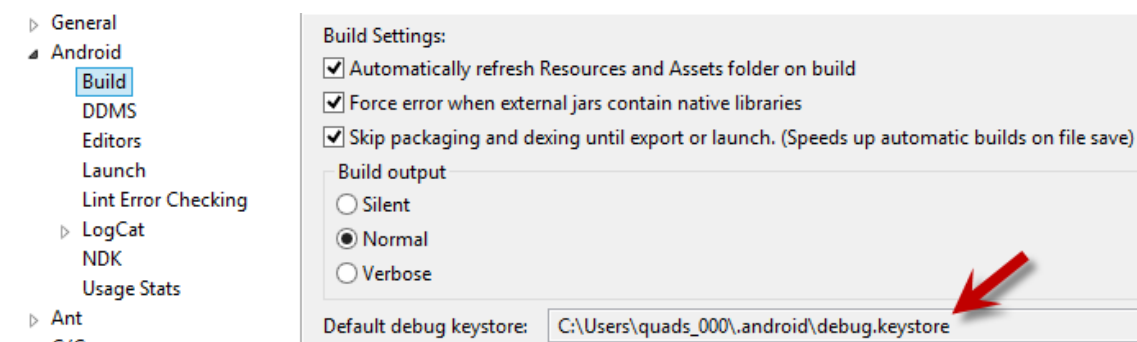 General
Android
Build
DDMS
Editors
Launch
Lint Error Checking
LogCat
NDK
Usage Stats
Ant
Build Settings:
Automatically refresh Resources and Assets folder on build
Force error when external jars contain native libraries
Skip packaging and dexing until export or launch. (Speeds up automatic builds on file save)
Build output
Silent
Normal
Verbose
Default debug keystore: C:\Users\quads_000\.android\debug.keystore